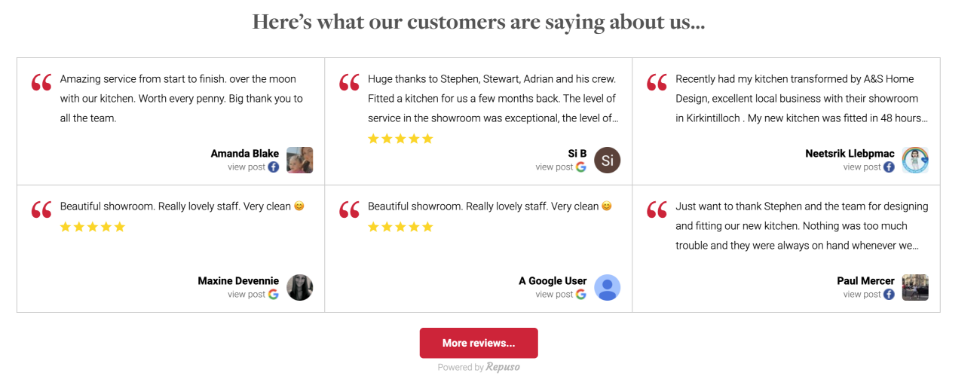 Here's what our customers are saying about us...
Amazing service from start to finish. over the moon
with our kitchen. Worth every penny. Big thank you to
all the team.
Amanda Blake
view post
Huge thanks to Stephen, Stewart, Adrian and his crew.
Fitted a kitchen for us a few months back. The level of
service in the showroom was exceptional, the level of...
Si B
view post
Si
Recently had my kitchen transformed by A&S Home
Design, excellent local business with their showroom
in Kirkintilloch . My new kitchen was fitted in 48 hours...
Neetsrik Llebpmac
view post
Beautiful showroom. Really lovely staff. Very clean 😊
Maxine Devennie
view post
Beautiful showroom. Really lovely staff. Very clean 😊
A Google User
view post
Just want to thank Stephen and the team for designing
and fitting our new kitchen. Nothing was too much
trouble and they were always on hand whenever we...
Paul Mercer
view post
More reviews...
Powered by Repuso